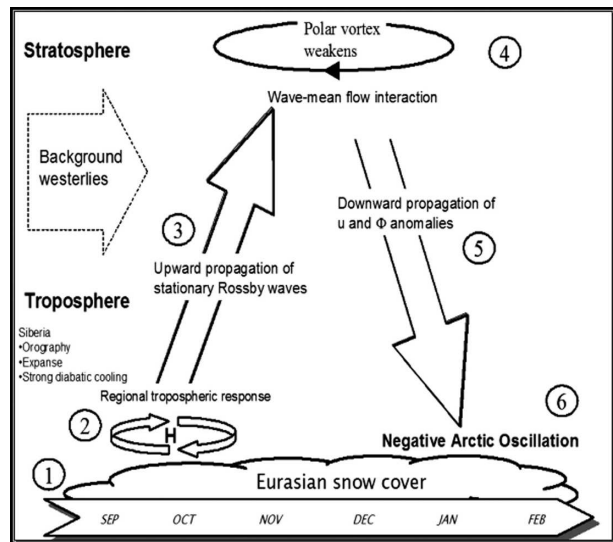 Stratosphere
Polar vortex
weakens
4
Wave-mean flow interaction
Background
westerlies
3
Upward propagation of
stationary Rossby waves
Downward propagation of
u and Φ anomalies
5
Troposphere
Siberia
•Orography
•Expanse
•Strong diabatic cooling
Regional tropospheric response
2
H
6
Negative Arctic Oscillation
1
Eurasian snow cover
SEP OCT NOV DEC JAN FEB